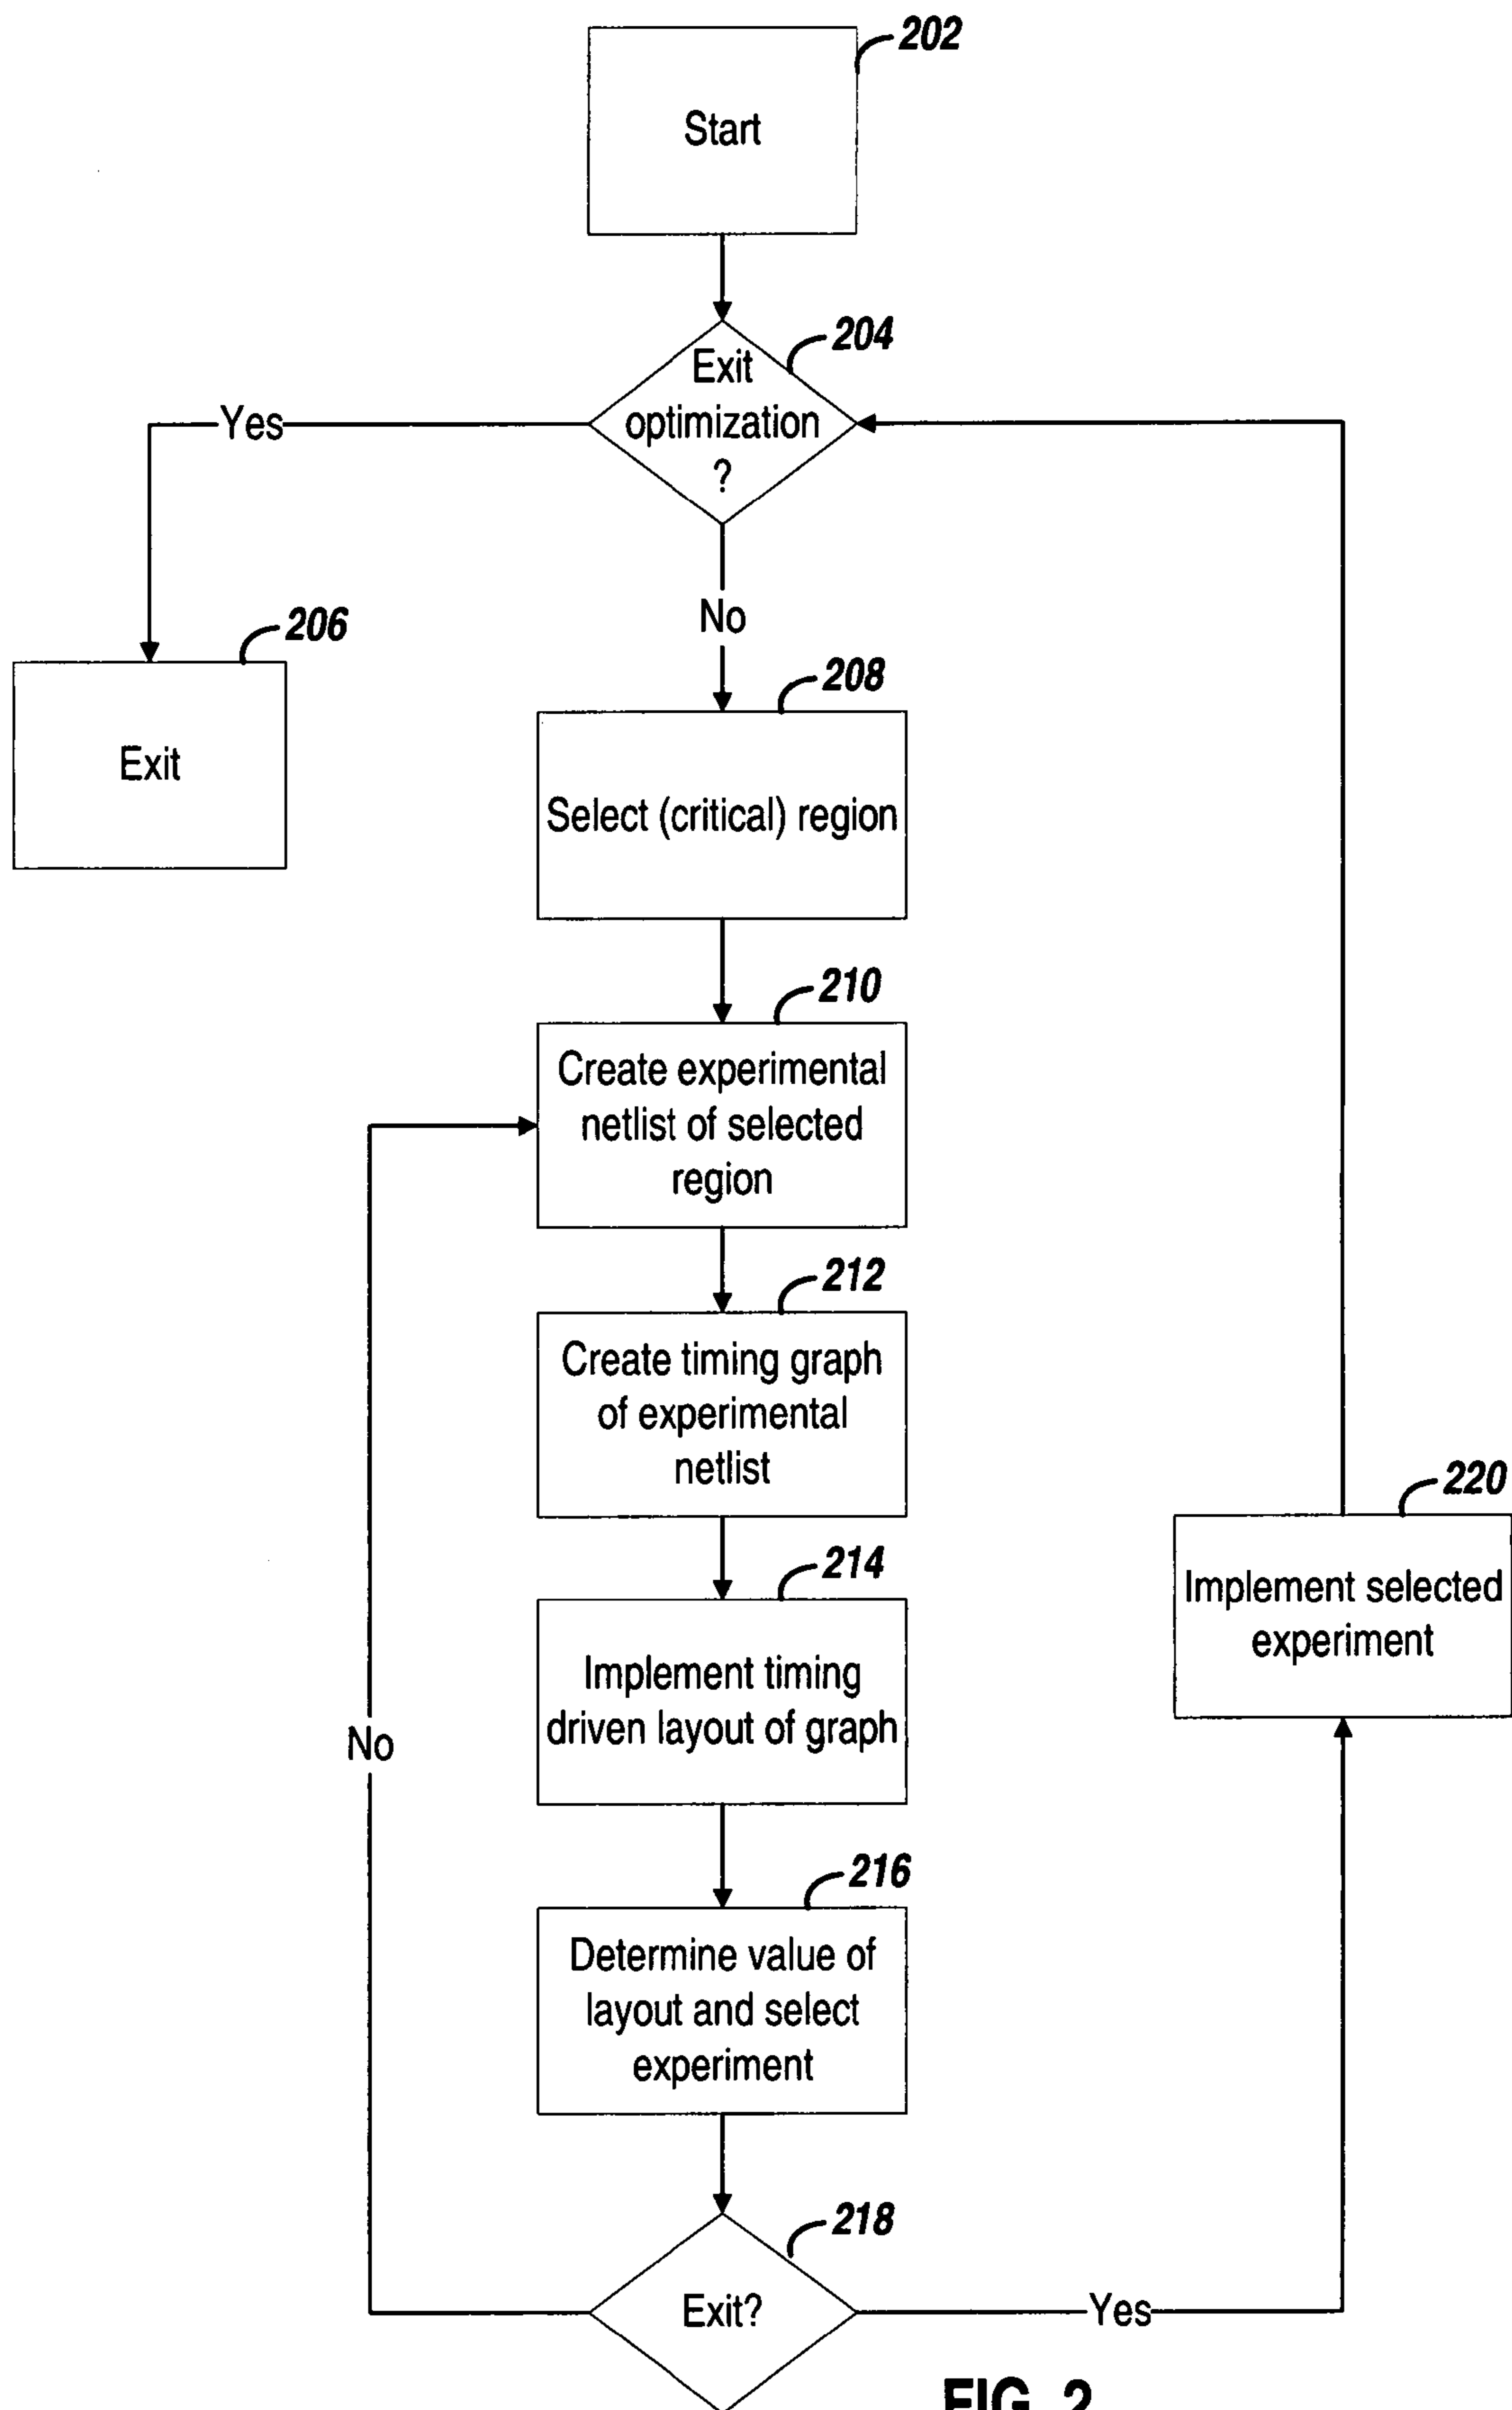 202
Start
204
Exit
optimization
?
Yes
No
206
Exit
208
Select (critical) region
210
Create experimental
netlist of selected
region
212
Create timing graph
of experimental
netlist
214
Implement timing
driven layout of graph
220
Implement selected
experiment
No
216
Determine value of
layout and select
experiment
218
Exit?
Yes
FIG. 2